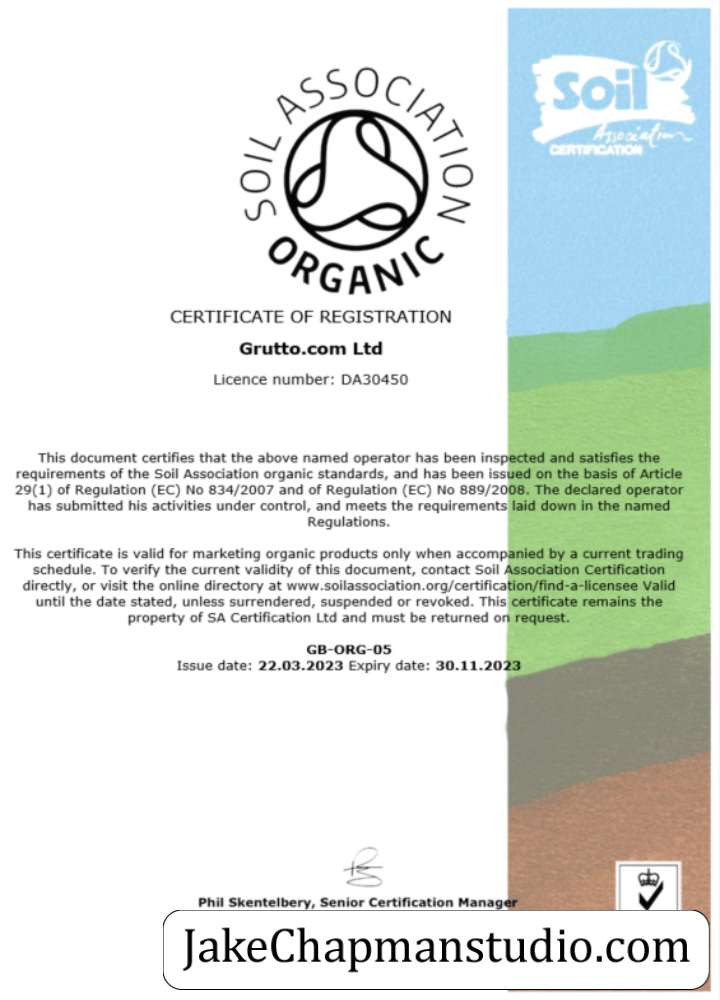 SOIL ASSOCIATION
ORGANIC
Soil
Association
CERTIFICATION
CERTIFICATE OF REGISTRATION
Grutto.com Ltd
Licence number: DA30450
This document certifies that the above named operator has been inspected and satisfies the
requirements of the Soil Association organic standards, and has been issued on the basis of Article
29(1) of Regulation (EC) No 834/2007 and of Regulation (EC) No 889/2008. The declared operator
has submitted his activities under control, and meets the requirements laid down in the named
Regulations.
This certificate is valid for marketing organic products only when accompanied by a current trading
schedule. To verify the current validity of this document, contact Soil Association Certification
directly, or visit the online directory at www.soilassociation.org/certification/find-a-licensee Valid
until the date stated, unless surrendered, suspended or revoked. This certificate remains the
property of SA Certification Ltd and must be returned on request.
GB-ORG-05
Issue date: 22.03.2023 Expiry date: 30.11.2023
Phil Skentelbery, Senior Certification Manager
JakeChapmanstudio.com